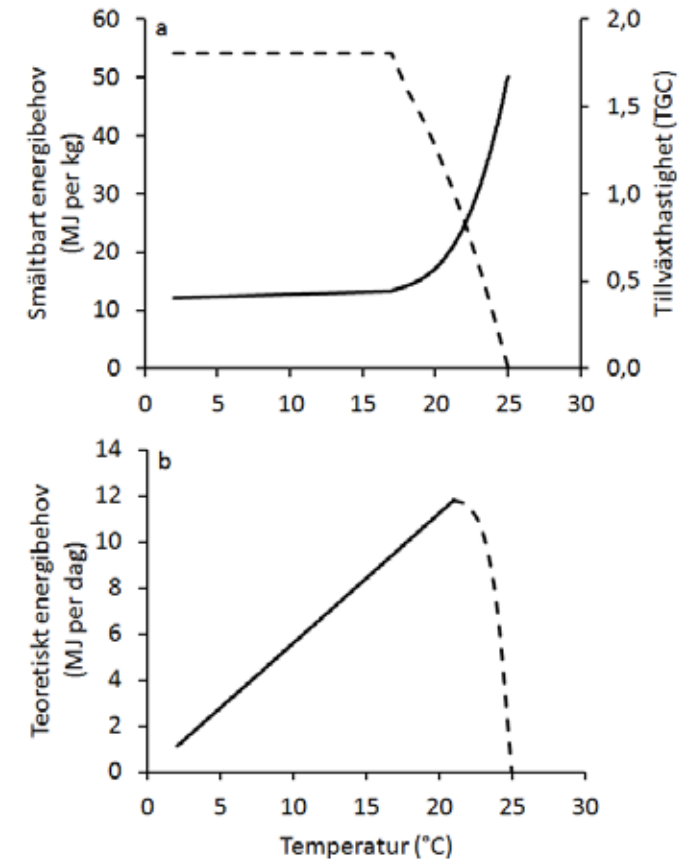 a
Smältbart energibehov
(MJ per kg)
60
50
40
30
20
10
0
2,0
1,5
1,0
0,5
0,0
Tillväxthastighet (TGC)
0 5 10 15 20 25 30
b
Teoretiskt energibehov
(MJ per dag)
14
12
10
8
6
4
2
0
0 5 10 15 20 25 30
Temperatur (°C)